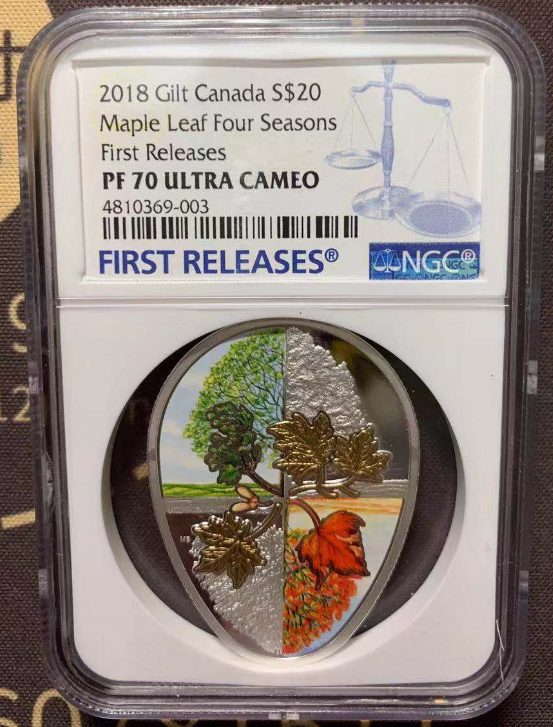 2018 Gilt Canada S$20
Maple Leaf Four Seasons
First Releases
PF 70 ULTRA CAMEO
4810369-003
FIRST RELEASES®
NGC®
MB